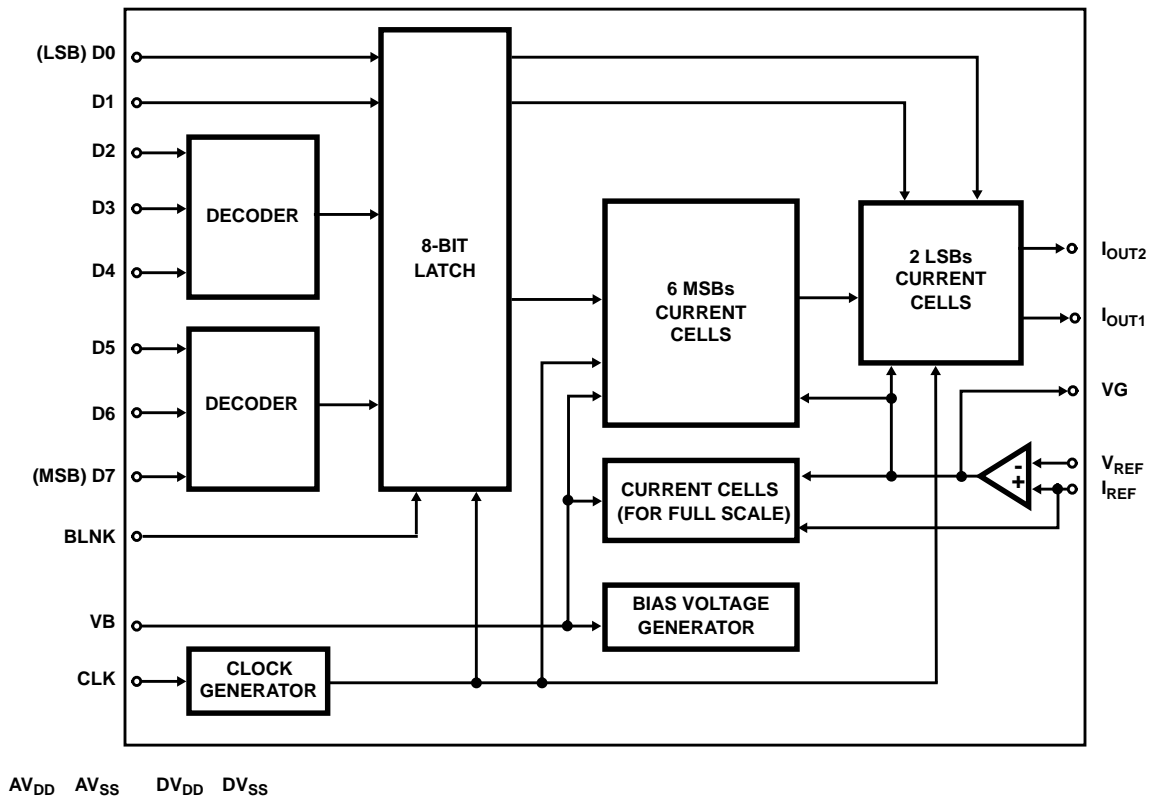 (LSB) D0
D1
D2
D3
D4
D5
D6
(MSB) D7
BLNK
VB
CLK
DECODER
DECODER
8-BIT
LATCH
6 MSBs
CURRENT
CELLS
2 LSBs
CURRENT
CELLS
CURRENT CELLS
(FOR FULL SCALE)
BIAS VOLTAGE
GENERATOR
CLOCK
GENERATOR
- 
+
IOUT2
IOUT1
VG
VREF
IREF
AVDD AVSS DVDD DVSS